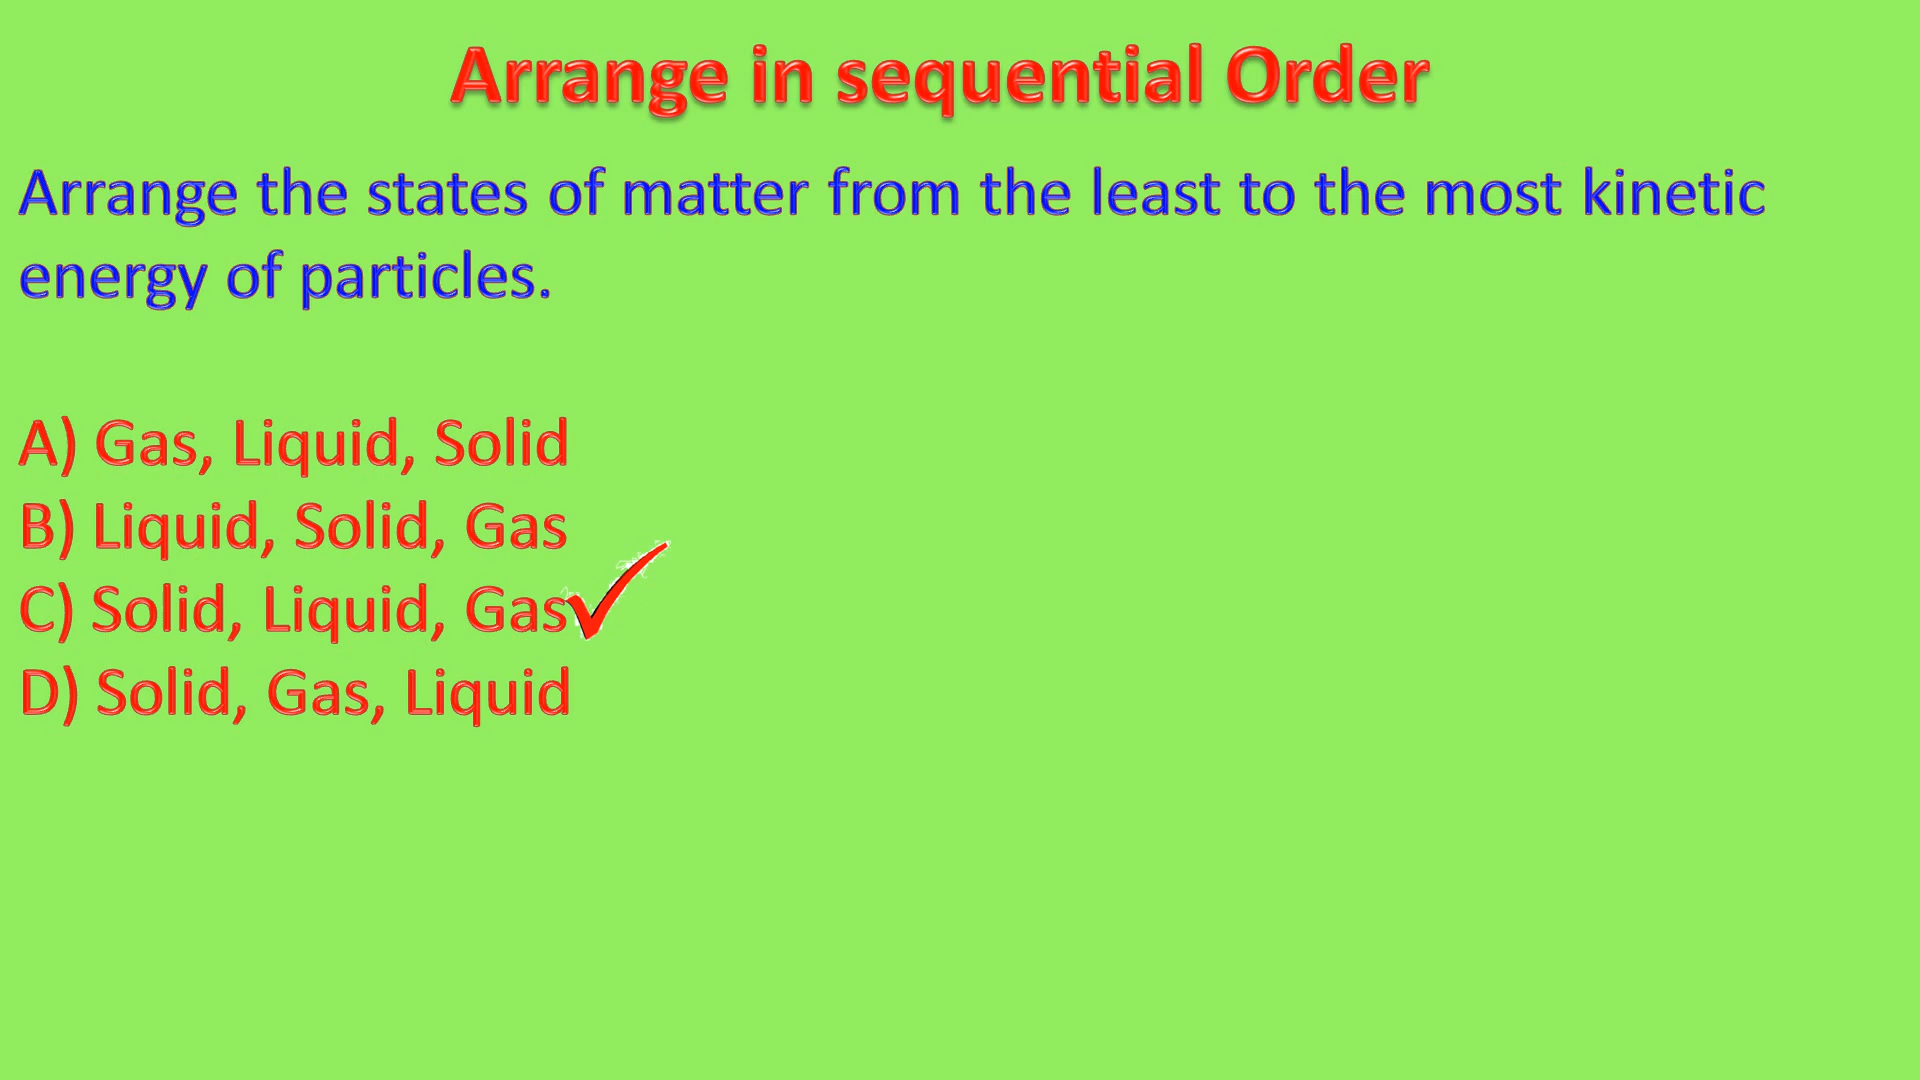 Arrange in sequential Order
Arrange the states of matter from the least to the most kinetic
energy of particles.
A) Gas, Liquid, Solid
B) Liquid, Solid, Gas
C) Solid, Liquid, Gas
D) Solid, Gas, Liquid